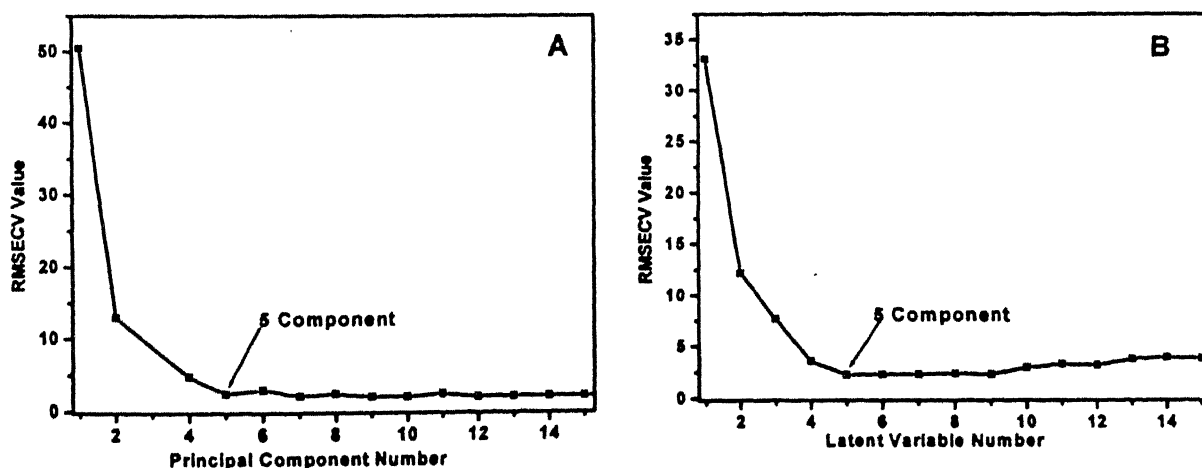 A
50
40
30
20
10
0
RMSECV Value
5 Component
2 4 6 8 10 12 14
Principal Component Number
B
35
30
25
20
15
10
5
0
RMSECV Value
5 Component
2 4 6 8 10 12 14
Latent Variable Number